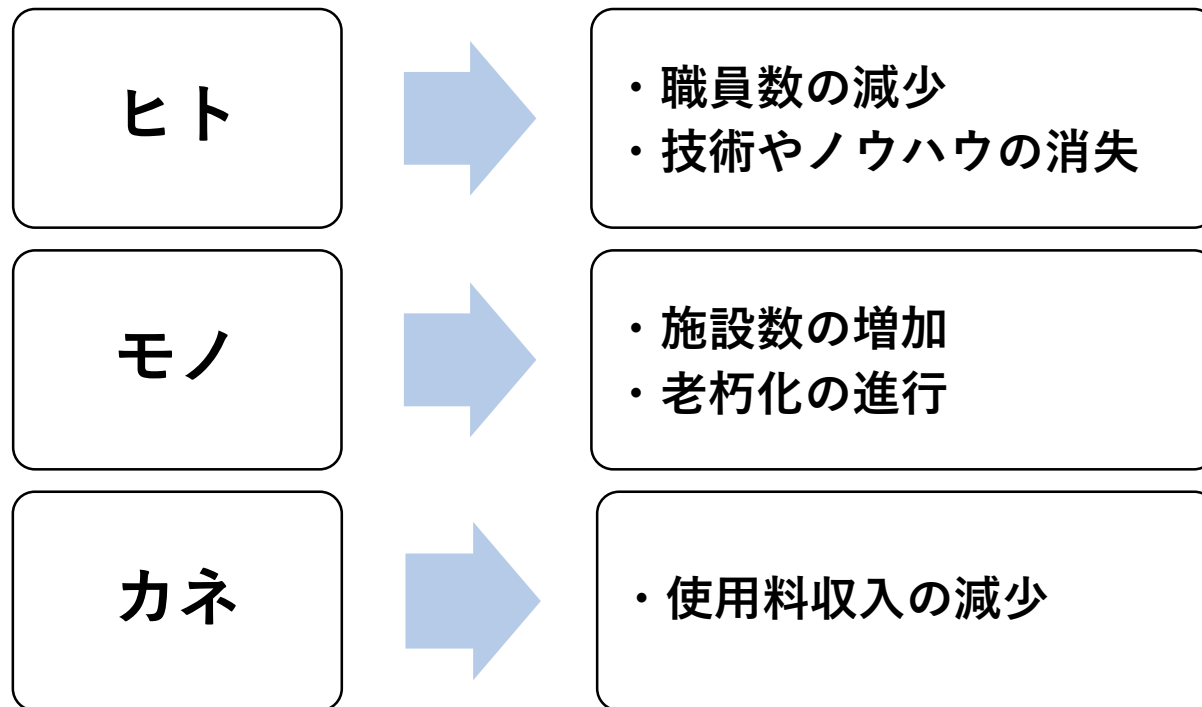 ヒト
・職員数の減少
・技術やノウハウの消失
モノ
・施設数の増加
・老朽化の進行
カネ
・使用料収入の減少